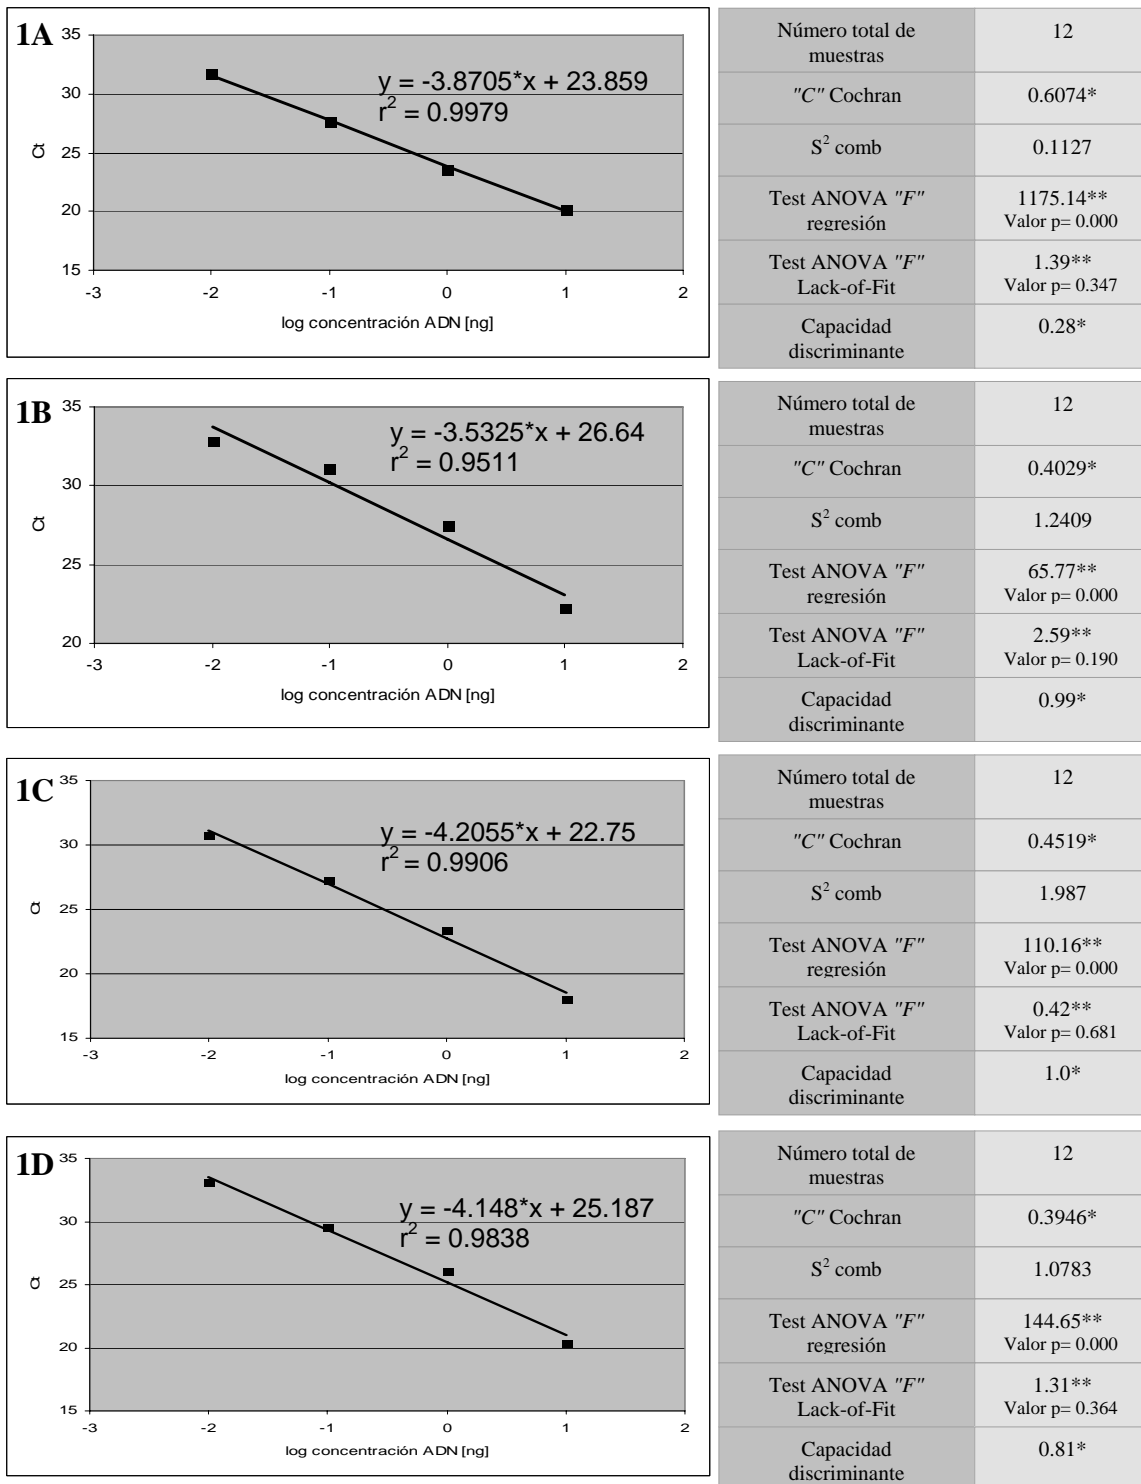 1A
35
30
25
20
15
-3
-2
-1
0
1
2
Ct
log concentración ADN [ng]
y = -3.8705*x + 23.859
r² = 0.9979
Número total de
muestras
12
"C" Cochran
0.6074*
S² comb
0.1127
Test ANOVA "F"
regresión
1175.14**
Valor p= 0.000
Test ANOVA "F"
Lack-of-Fit
1.39**
Valor p= 0.347
Capacidad
discriminante
0.28*
1B
35
30
25
20
-3
-2
-1
0
1
2
Ct
log concentración ADN [ng]
y = -3.5325*x + 26.64
r² = 0.9511
Número total de
muestras
12
"C" Cochran
0.4029*
S² comb
1.2409
Test ANOVA "F"
regresión
65.77**
Valor p= 0.000
Test ANOVA "F"
Lack-of-Fit
2.59**
Valor p= 0.190
Capacidad
discriminante
0.99*
1C
35
30
25
20
15
-3
-2
-1
0
1
2
Ct
log concentración ADN [ng]
y = -4.2055*x + 22.75
r² = 0.9906
Número total de
muestras
12
"C" Cochran
0.4519*
S² comb
1.987
Test ANOVA "F"
regresión
110.16**
Valor p= 0.000
Test ANOVA "F"
Lack-of-Fit
0.42**
Valor p= 0.681
Capacidad
discriminante
1.0*
1D
35
30
25
20
15
-3
-2
-1
0
1
2
Ct
log concentración ADN [ng]
y = -4.148*x + 25.187
r² = 0.9838
Número total de
muestras
12
"C" Cochran
0.3946*
S² comb
1.0783
Test ANOVA "F"
regresión
144.65**
Valor p= 0.000
Test ANOVA "F"
Lack-of-Fit
1.31**
Valor p= 0.364
Capacidad
discriminante
0.81*